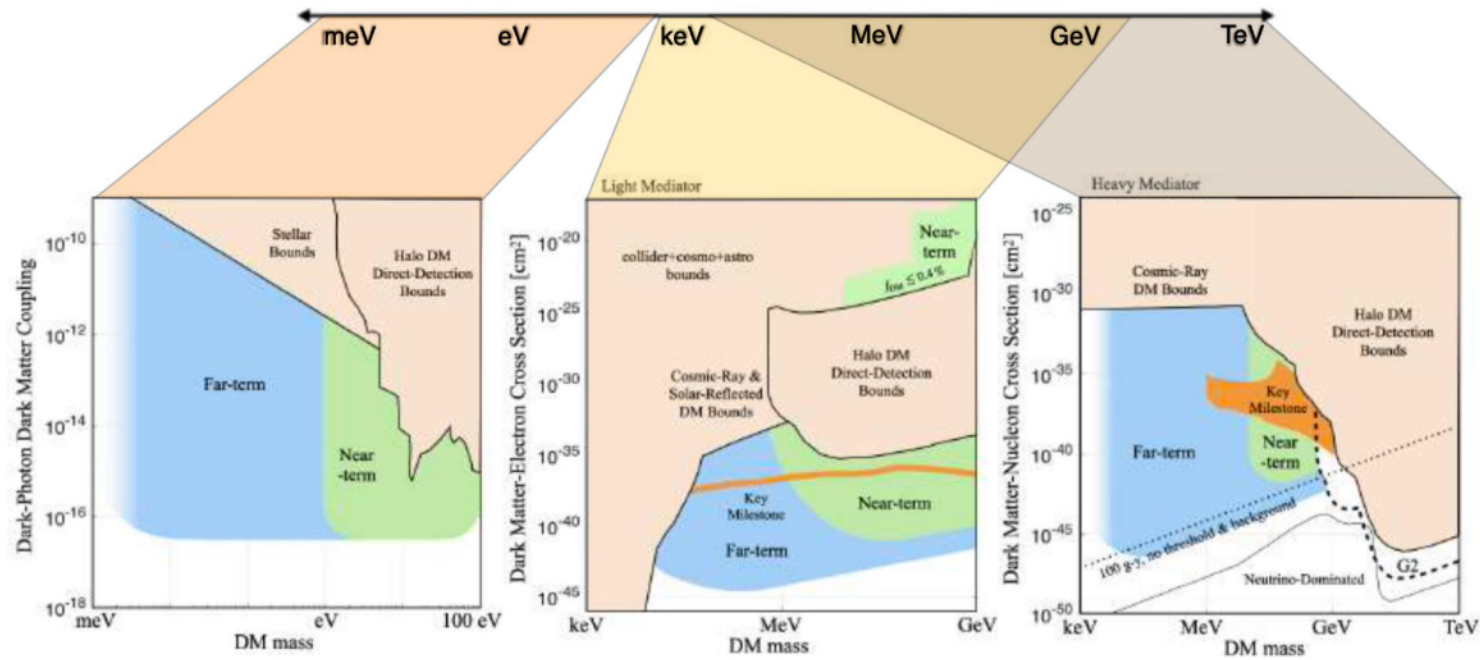 meV eV keV MeV GeV TeV
Dark-Photon Dark Matter Coupling
10-10
10-12
10-14
10-16
10-18
Stellar
Bounds
Halo DM
Direct-Detection
Bounds
Far-term
Near
-term
meV eV 100 eV
DM mass
Light Mediator
Dark Matter-Electron Cross Section [cm²]
10-20
10-25
10-30
10-35
10-40
10-45
collider+cosmo+astro
bounds
Near-
term
fDM ≤ 0.4%
Halo DM
Direct-Detection
Bounds
Cosmic-Ray &
Solar-Reflected
DM Bounds
Key
Milestone
Near-term
Far-term
keV MeV GeV
DM mass
Heavy Mediator
Dark Matter-Nucleon Cross Section [cm²]
10-25
10-30
10-35
10-40
10-45
10-50
Cosmic-Ray
DM Bounds
Halo DM
Direct-Detection
Bounds
Key
Milestone
Far-term
Near
-term
100 g-y, no threshold & background
Neutrino-Dominated
G2
keV MeV GeV TeV
DM mass